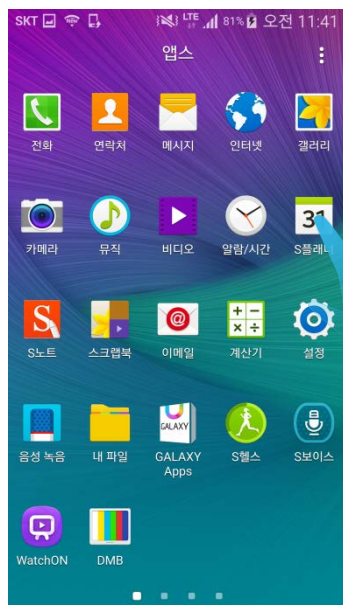 SKT LTE 81% 오전 11:41
앱스
전화 연락처 메시지 인터넷 갤러리
31
카메라 뮤직 비디오 알람/시간 S플래너
S @ + − × ÷
S노트 스크랩북 이메일 계산기 설정
GALAXY
음성 녹음 내 파일 GALAXY Apps S헬스 S보이스
WatchON DMB